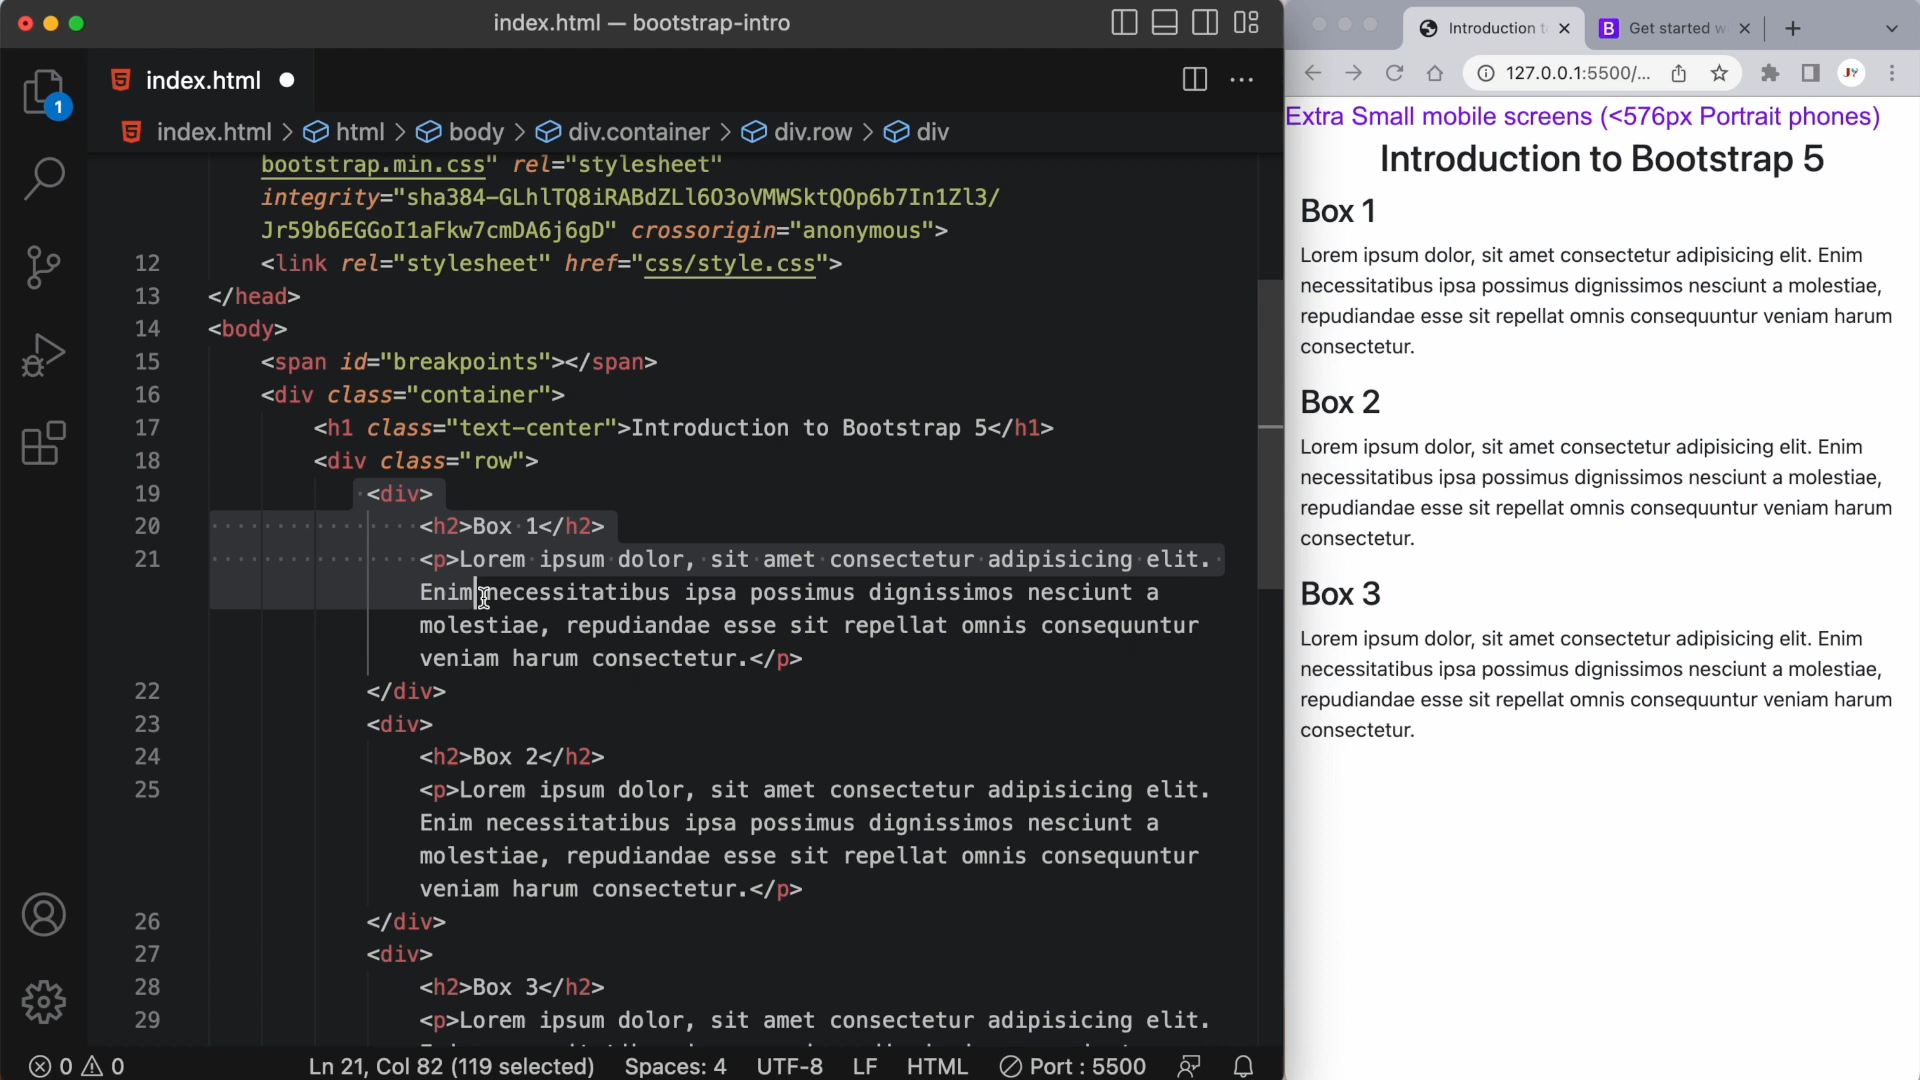 index.html — bootstrap-intro
index.html
index.html > html > body > div.container > div.row > div
bootstrap.min.css" rel="stylesheet"
integrity="sha384-GLhlTQ8iRABdZLl6O3oVMWSktQOp6b7In1Zl3/
Jr59b6EGGoI1aFkw7cmDA6j6gD" crossorigin="anonymous">
12 <link rel="stylesheet" href="css/style.css">
13 </head>
14 <body>
15 <span id="breakpoints"></span>
16 <div class="container">
17 <h1 class="text-center">Introduction to Bootstrap 5</h1>
18 <div class="row">
19 <div>
20 <h2>Box 1</h2>
21 <p>Lorem ipsum dolor, sit amet consectetur adipisicing elit.
Enim necessitatibus ipsa possimus dignissimos nesciunt a
molestiae, repudiandae esse sit repellat omnis consequuntur
veniam harum consectetur.</p>
22 </div>
23 <div>
24 <h2>Box 2</h2>
25 <p>Lorem ipsum dolor, sit amet consectetur adipisicing elit.
Enim necessitatibus ipsa possimus dignissimos nesciunt a
molestiae, repudiandae esse sit repellat omnis consequuntur
veniam harum consectetur.</p>
26 </div>
27 <div>
28 <h2>Box 3</h2>
29 <p>Lorem ipsum dolor, sit amet consectetur adipisicing elit.
1
0 0
Ln 21, Col 82 (119 selected) Spaces: 4 UTF-8 LF HTML Port : 5500
Introduction t
B Get started w
127.0.0.1:5500/...
JY
Extra Small mobile screens (<576px Portrait phones)
Introduction to Bootstrap 5
Box 1
Lorem ipsum dolor, sit amet consectetur adipisicing elit. Enim
necessitatibus ipsa possimus dignissimos nesciunt a molestiae,
repudiandae esse sit repellat omnis consequuntur veniam harum
consectetur.
Box 2
Lorem ipsum dolor, sit amet consectetur adipisicing elit. Enim
necessitatibus ipsa possimus dignissimos nesciunt a molestiae,
repudiandae esse sit repellat omnis consequuntur veniam harum
consectetur.
Box 3
Lorem ipsum dolor, sit amet consectetur adipisicing elit. Enim
necessitatibus ipsa possimus dignissimos nesciunt a molestiae,
repudiandae esse sit repellat omnis consequuntur veniam harum
consectetur.